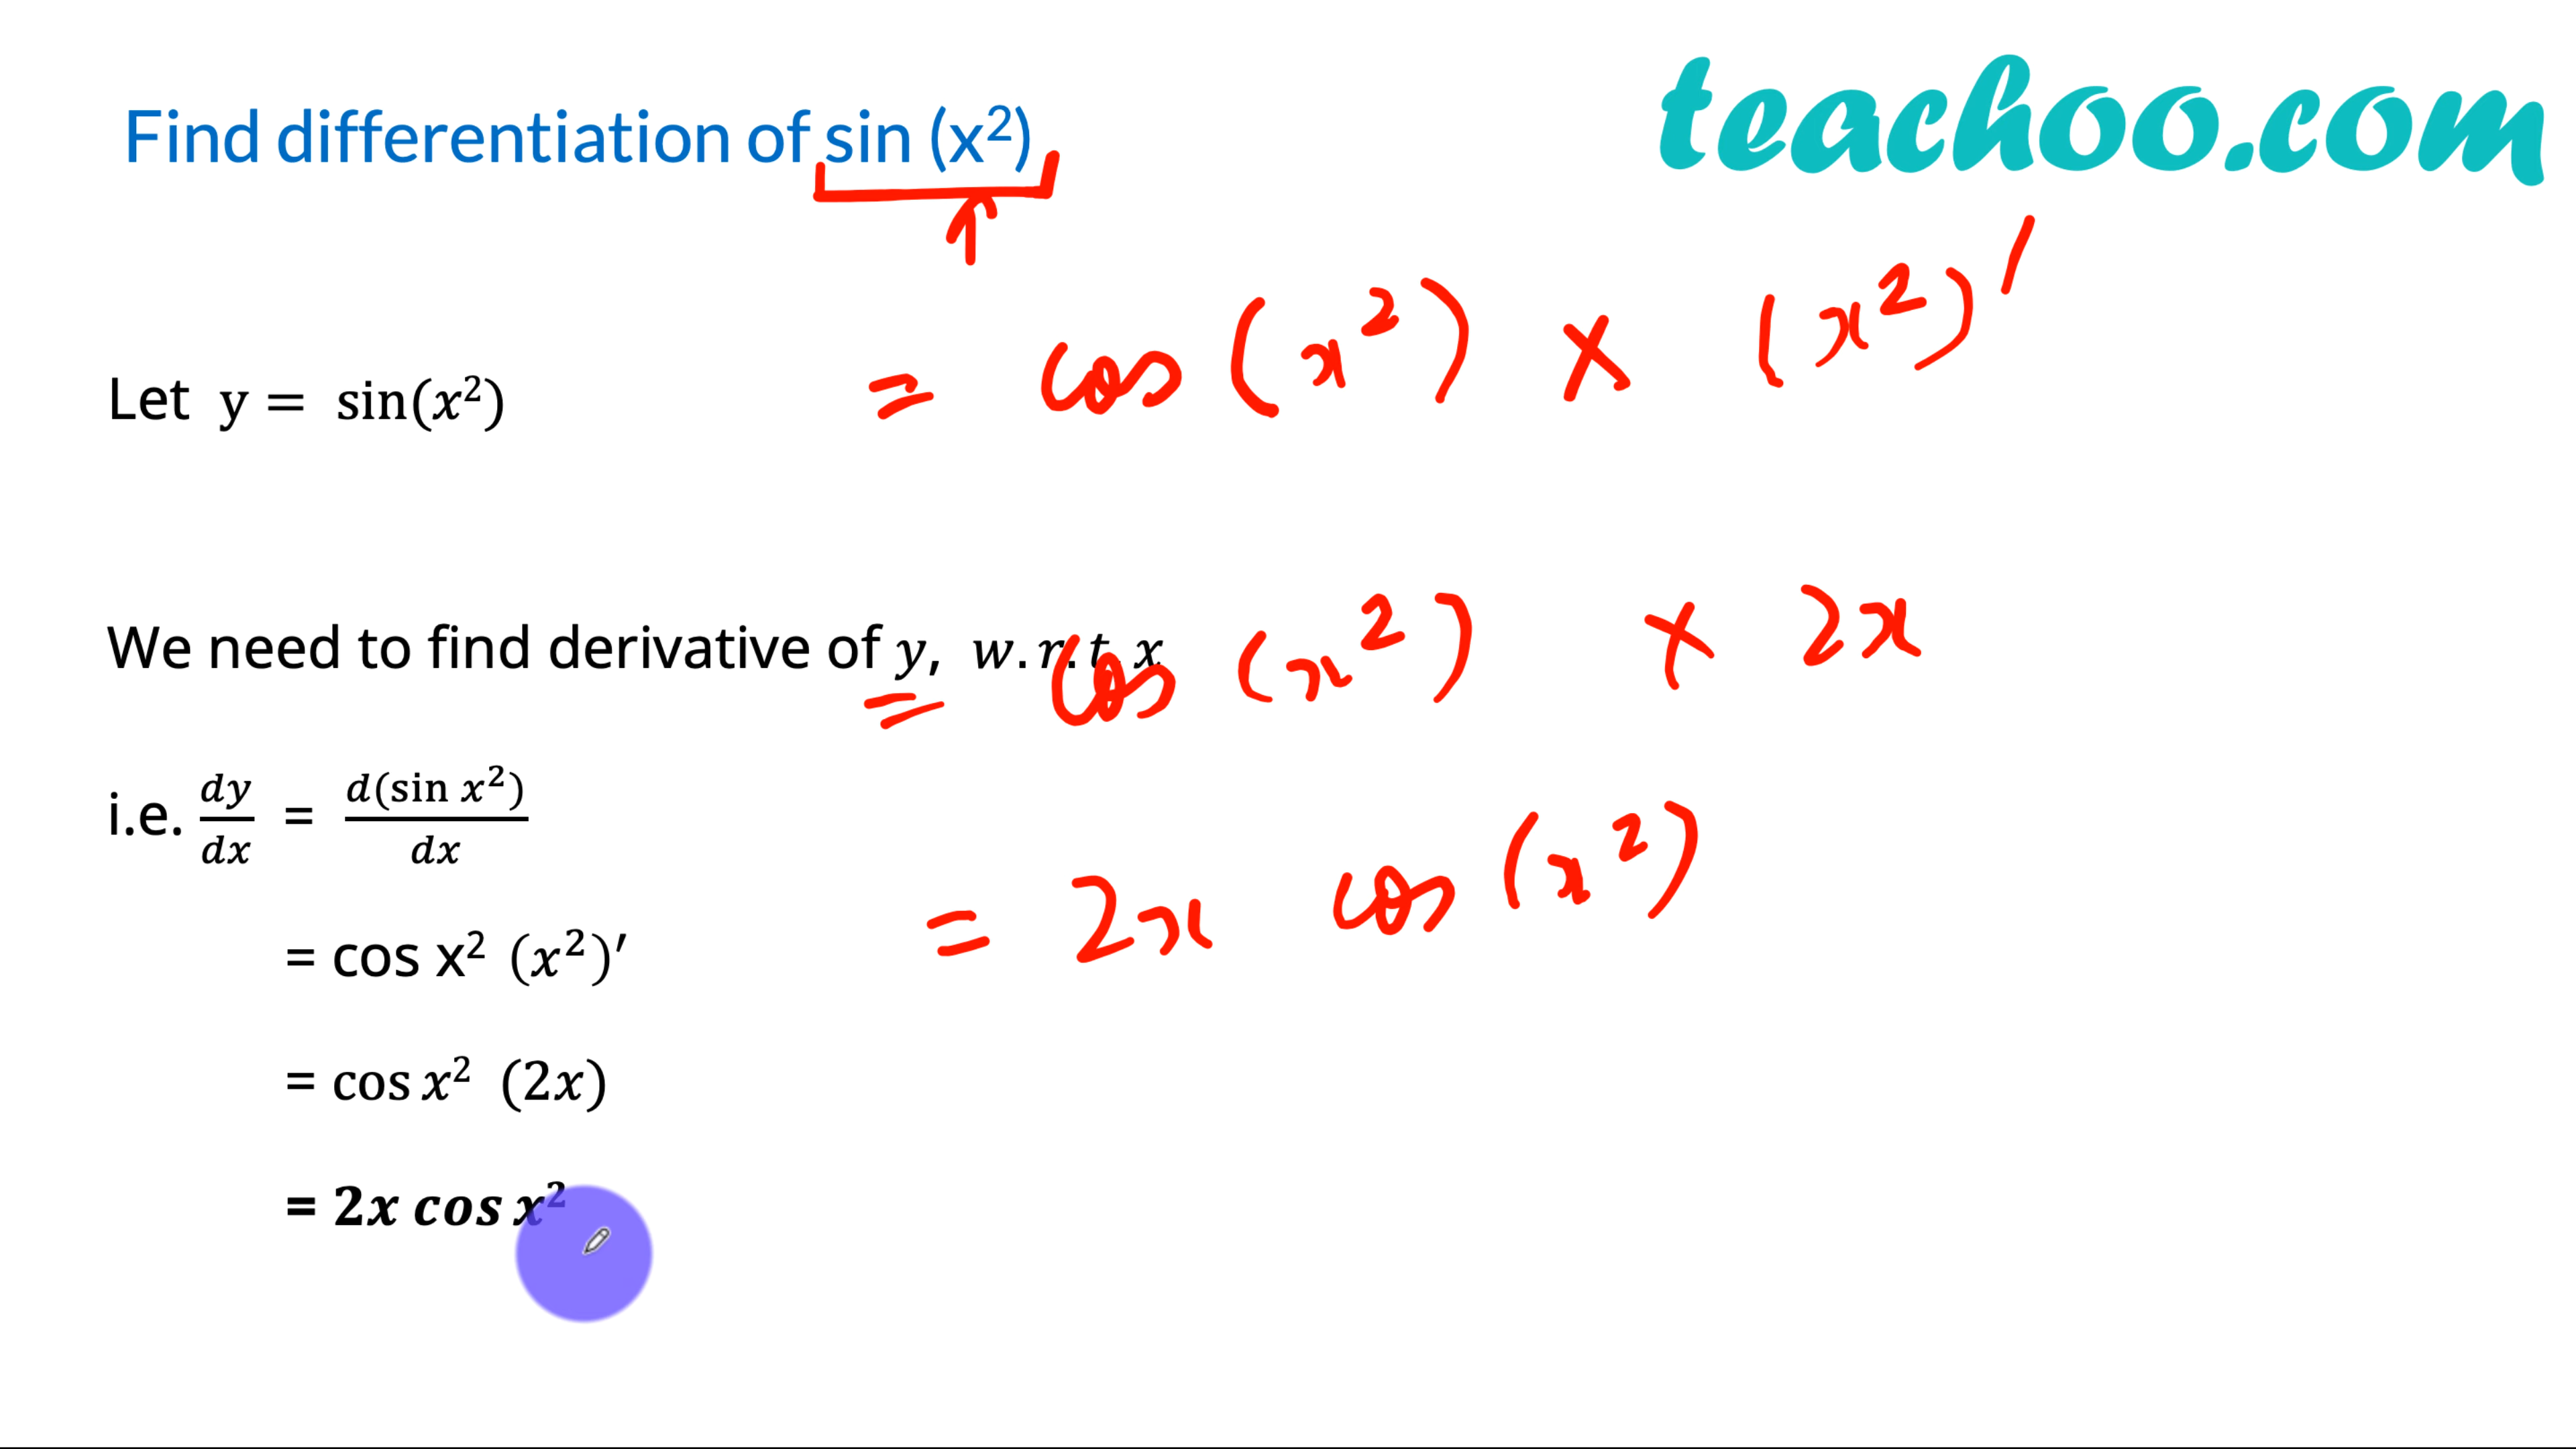 Find differentiation of sin (x²)
teachoo.com
Let y = sin(x²)
= cos (x²) × (x²)′
We need to find derivative of y, w.r.t. x
= cos (x²) × 2x
i.e. dy/dx = d(sin x²)/dx
= 2x cos (x²)
= cos x² (x²)′
= cos x² (2x)
= 2x cos x²